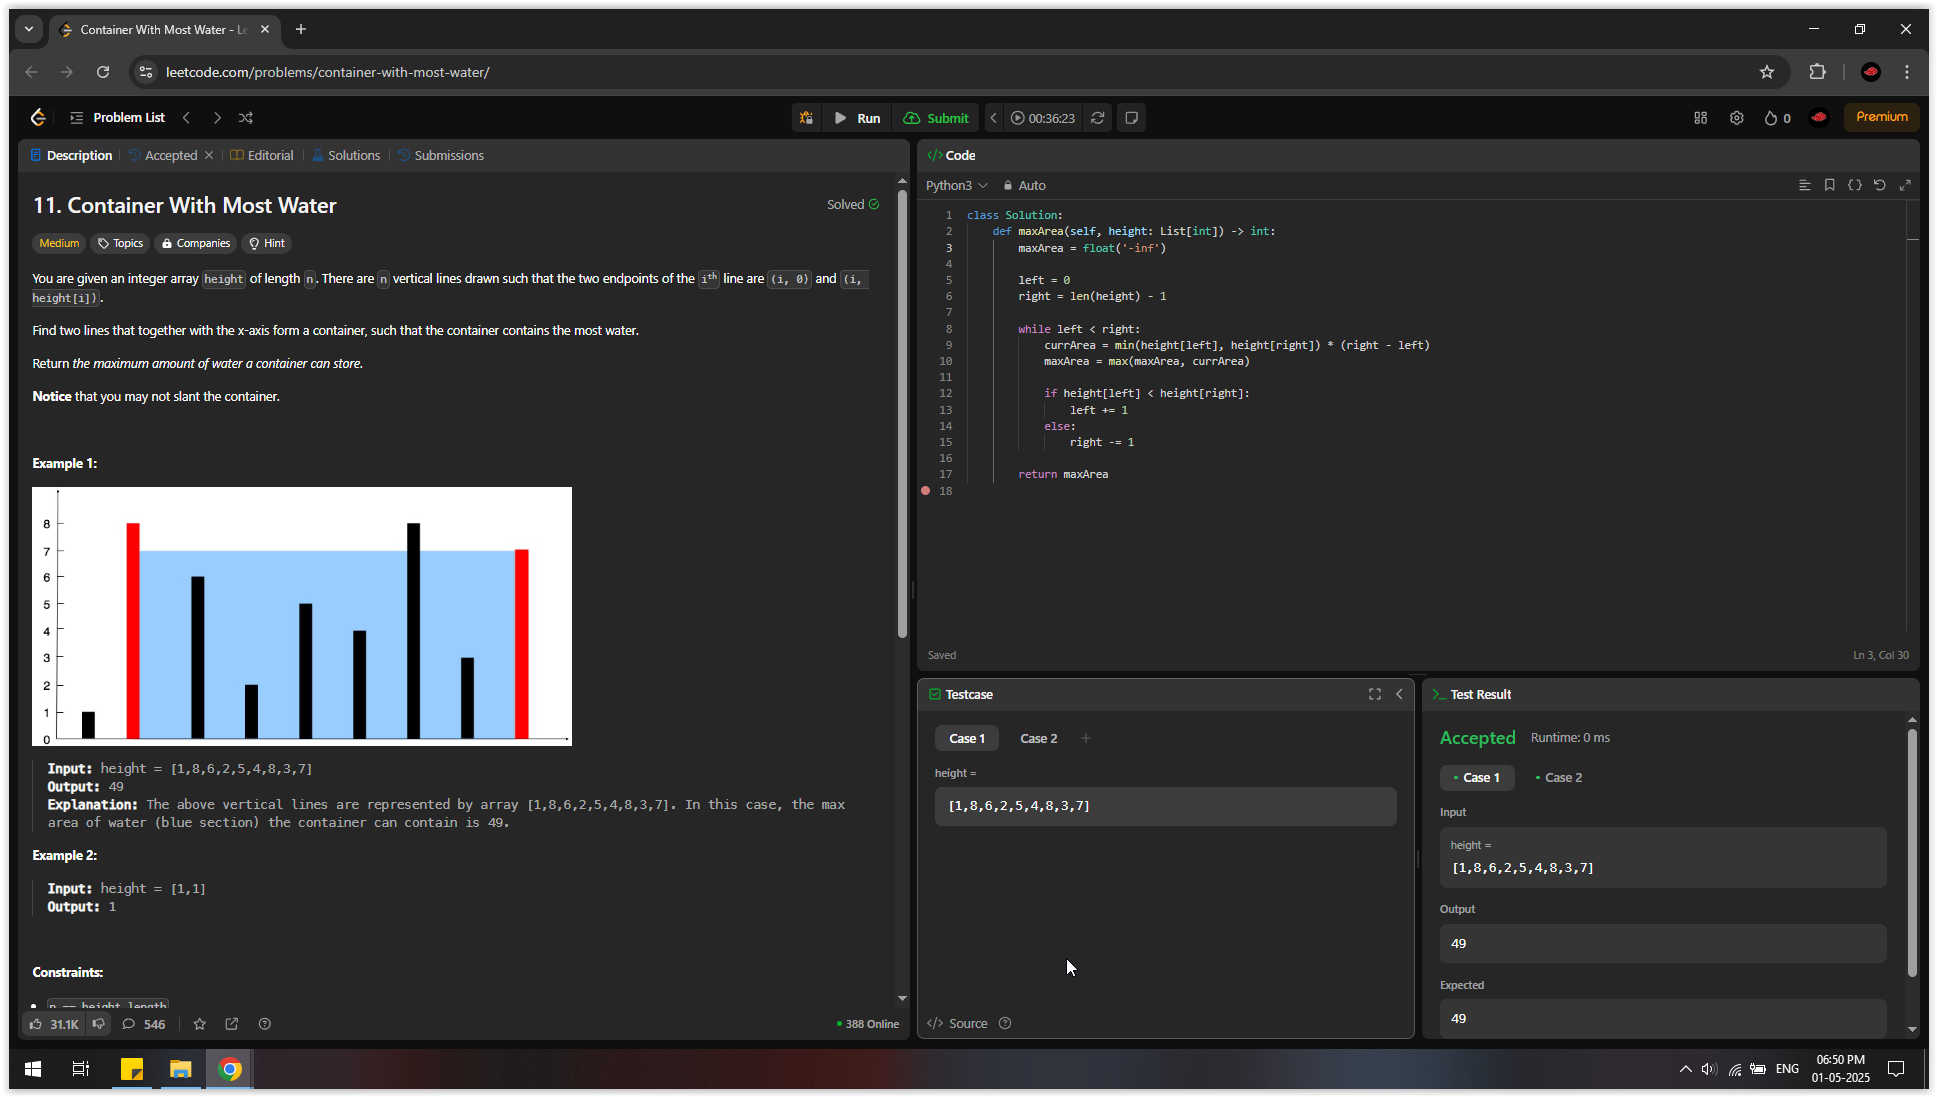 Container With Most Water - Le
leetcode.com/problems/container-with-most-water/
Problem List
Run
Submit
00:36:23
0
Premium
Description
Accepted
Editorial
Solutions
Submissions
11. Container With Most Water
Solved
Medium
Topics
Companies
Hint
You are given an integer array height of length n. There are n vertical lines drawn such that the two endpoints of the ith line are (i, 0) and (i,
height[i]).
Find two lines that together with the x-axis form a container, such that the container contains the most water.
Return the maximum amount of water a container can store.
Notice that you may not slant the container.
Example 1:
8
7
6
5
4
3
2
1
0
Input: height = [1,8,6,2,5,4,8,3,7]
Output: 49
Explanation: The above vertical lines are represented by array [1,8,6,2,5,4,8,3,7]. In this case, the max
area of water (blue section) the container can contain is 49.
Example 2:
Input: height = [1,1]
Output: 1
Constraints:
n == height.length
31.1K
546
388 Online
Code
Python3
Auto
1 class Solution:
2     def maxArea(self, height: List[int]) -> int:
3         maxArea = float('-inf')
4
5         left = 0
6         right = len(height) - 1
7
8         while left < right:
9             currArea = min(height[left], height[right]) * (right - left)
10             maxArea = max(maxArea, currArea)
11
12             if height[left] < height[right]:
13                 left += 1
14             else:
15                 right -= 1
16
17         return maxArea
18
Saved
Ln 3, Col 30
Testcase
Case 1
Case 2
height =
[1,8,6,2,5,4,8,3,7]
Source
Test Result
Accepted
Runtime: 0 ms
Case 1
Case 2
Input
height =
[1,8,6,2,5,4,8,3,7]
Output
49
Expected
49
ENG
06:50 PM
01-05-2025